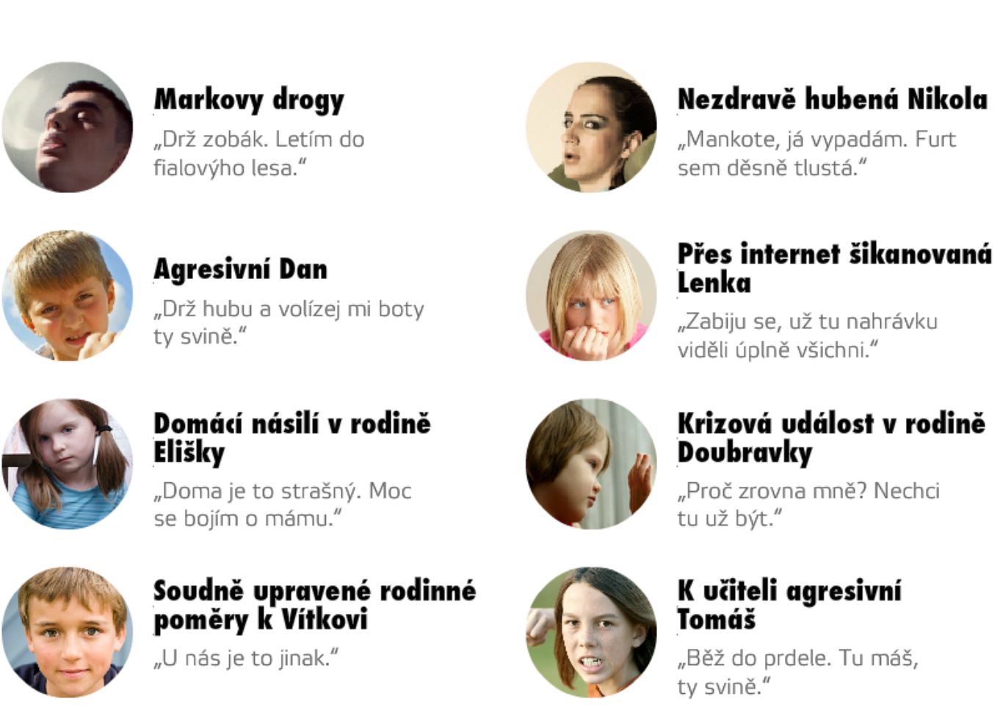 Markovy drogy
„Drž zobák. Letím do
fialovýho lesa.“
Nezdravě hubená Nikola
„Mankote, já vypadám. Furt
sem děsně tlustá.“
Agresivní Dan
„Drž hubu a volízej mi boty
ty svině.“
Přes internet šikanovaná
Lenka
„Zabiju se, už tu nahrávku
viděli úplně všichni.“
Domácí násilí v rodině
Elišky
„Doma je to strašný. Moc
se bojím o mámu.“
Krizová událost v rodině
Doubravky
„Proč zrovna mně? Nechci
tu už být.“
Soudně upravené rodinné
poměry k Vítkovi
„U nás je to jinak.“
K učiteli agresivní
Tomáš
„Běž do prdele. Tu máš,
ty svině.“